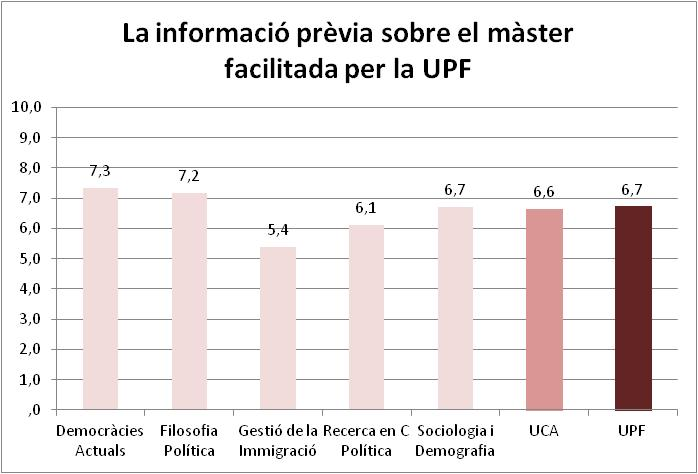 La informació prèvia sobre el màster
facilitada per la UPF
10,0
9,0
8,0
7,0
6,0
5,0
4,0
3,0
2,0
1,0
,0
7,3
7,2
5,4
6,1
6,7
6,6
6,7
Democràcies
Actuals
Filosofia
Política
Gestió de la
Immigració
Recerca en C
Política
Sociologia i
Demografia
UCA
UPF